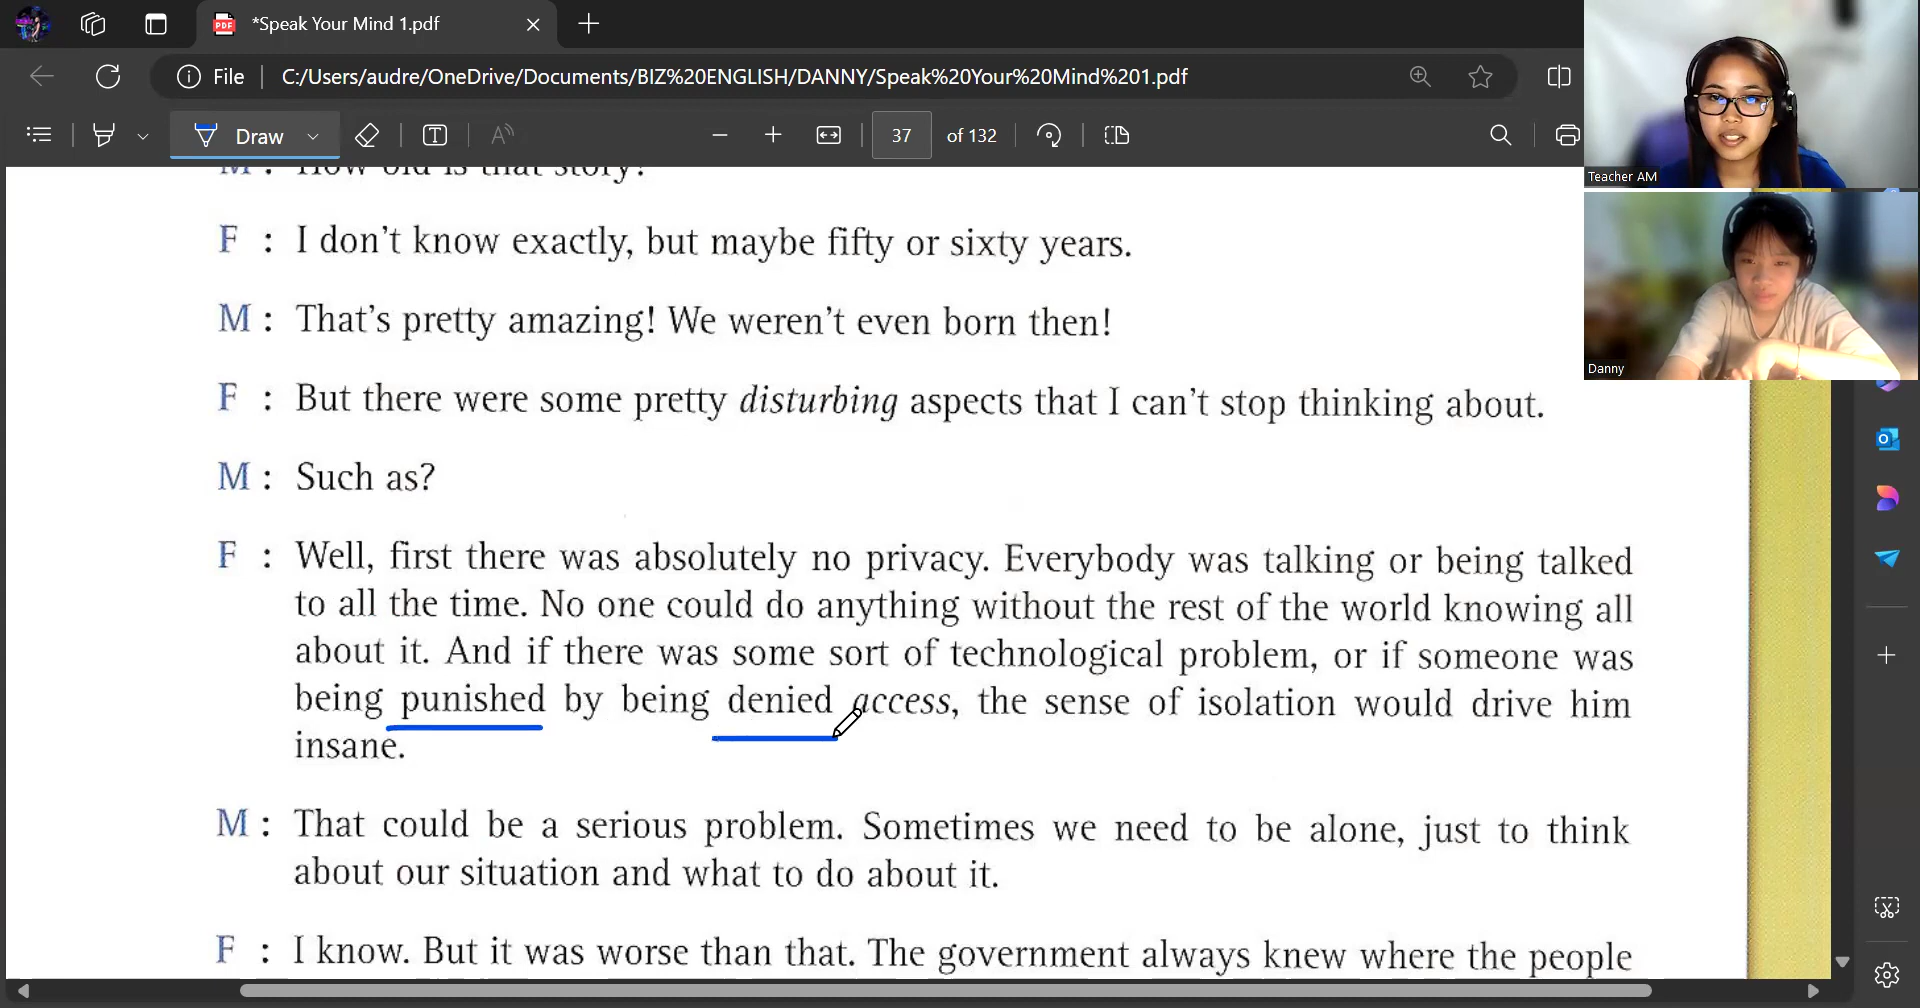 *Speak Your Mind 1.pdf
File
C:/Users/audre/OneDrive/Documents/BIZ%20ENGLISH/DANNY/Speak%20Your%20Mind%201.pdf
Draw
37 of 132
M : How old is that story?
F : I don't know exactly, but maybe fifty or sixty years.
M : That's pretty amazing! We weren't even born then!
F : But there were some pretty disturbing aspects that I can't stop thinking about.
M : Such as?
F : Well, first there was absolutely no privacy. Everybody was talking or being talked
to all the time. No one could do anything without the rest of the world knowing all
about it. And if there was some sort of technological problem, or if someone was
being punished by being denied access, the sense of isolation would drive him
insane.
M : That could be a serious problem. Sometimes we need to be alone, just to think
about our situation and what to do about it.
F : I know. But it was worse than that. The government always knew where the people
Teacher AM
Danny